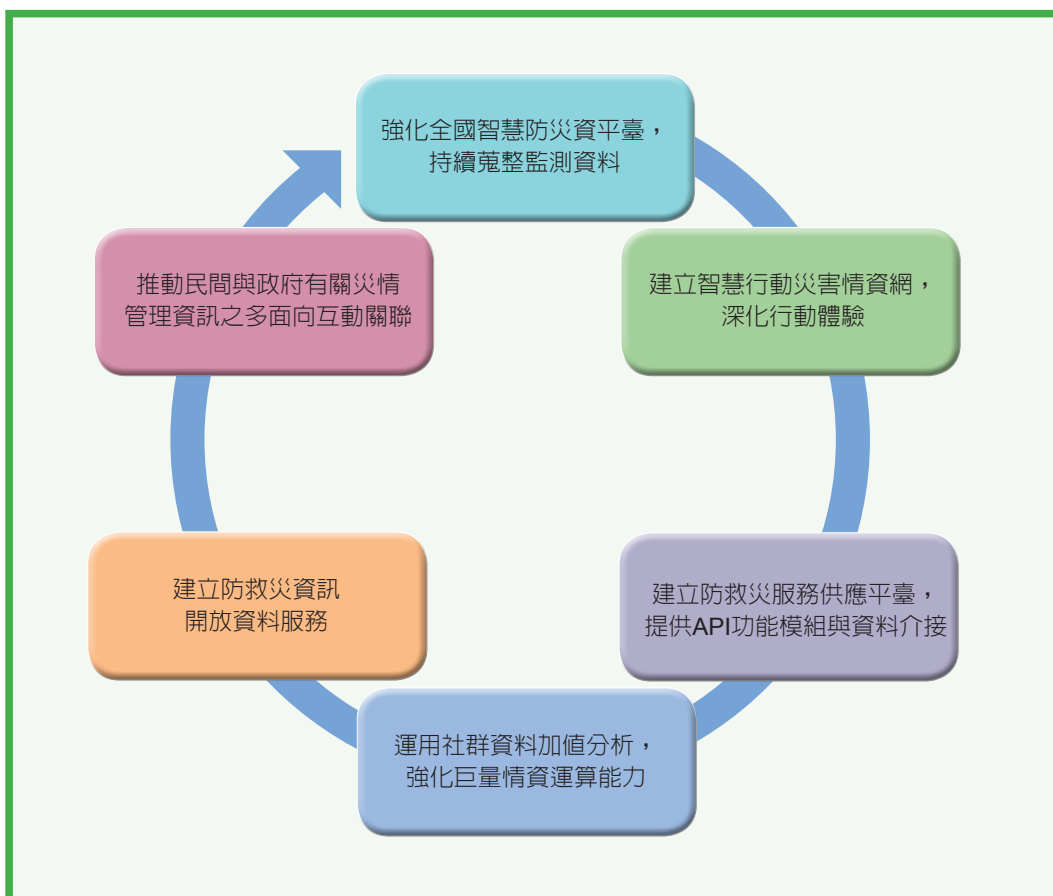 強化全國智慧防災資平臺，
持續蒐整監測資料
建立智慧行動災害情資網，
深化行動體驗
建立防救災服務供應平臺，
提供API功能模組與資料介接
運用社群資料加值分析，
強化巨量情資運算能力
建立防救災資訊
開放資料服務
推動民間與政府有關災情
管理資訊之多面向互動關聯